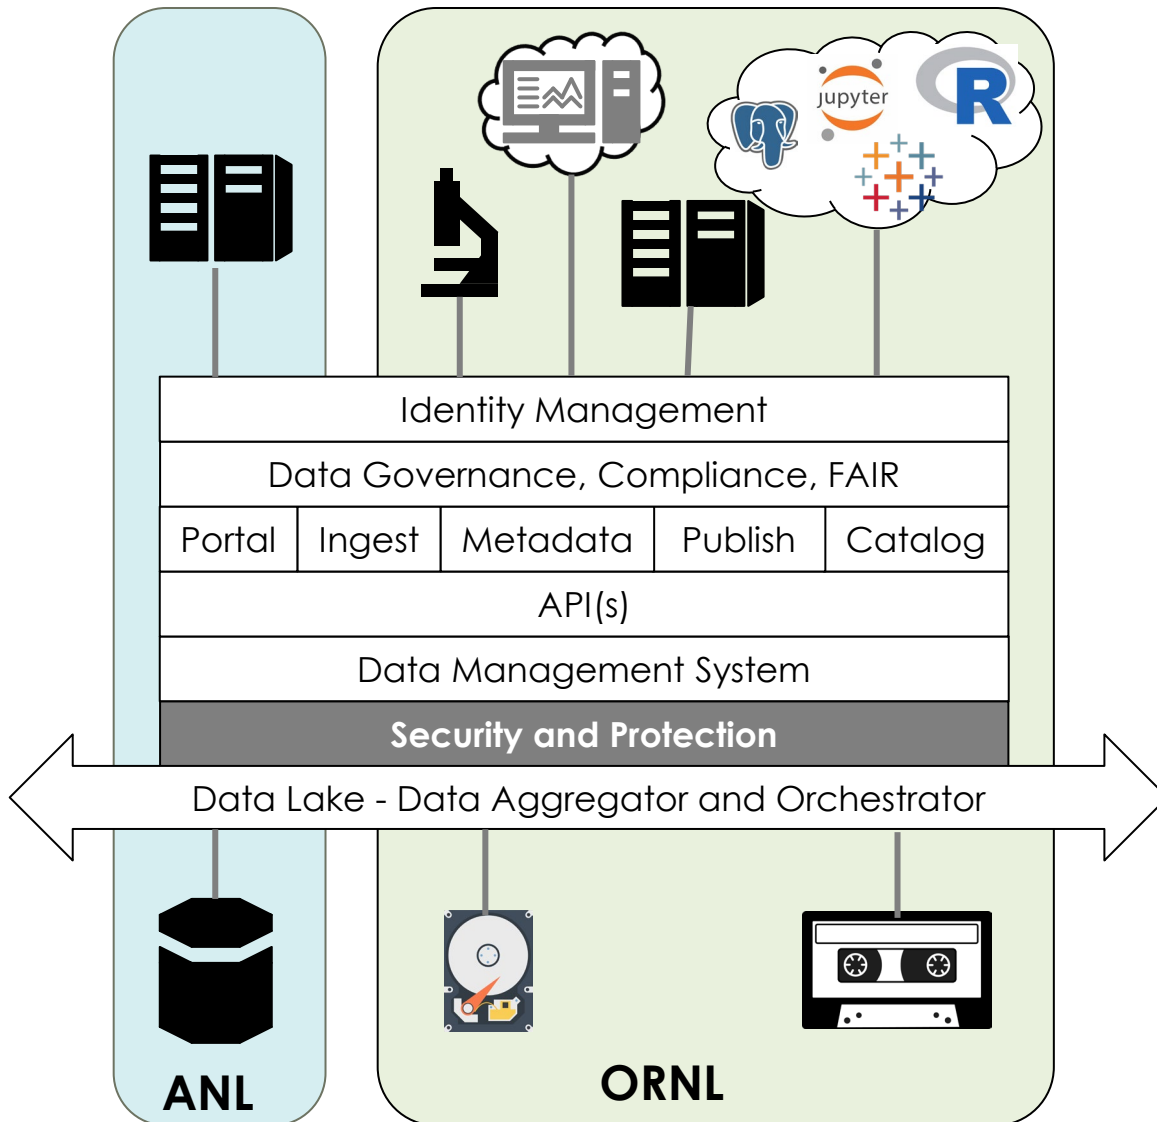 jupyter
R
Identity Management
Data Governance, Compliance, FAIR
Portal
Ingest
Metadata
Publish
Catalog
API(s)
Data Management System
Security and Protection
Data Lake - Data Aggregator and Orchestrator
ANL
ORNL